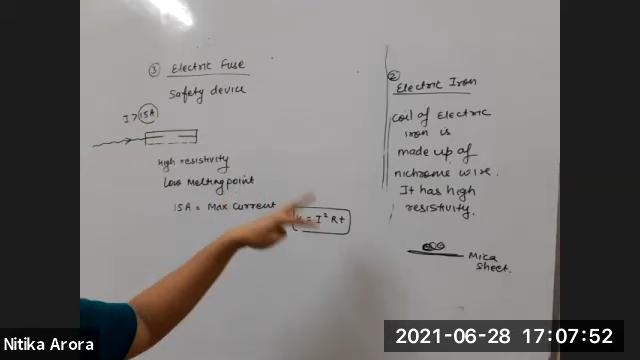 ③ Electric Fuse
Safety device
I > 15A
High resistivity
Low Melting point
15A = Max Current
= I² Rt
② Electric Iron
coil of Electric
iron is
made up of
nichrome wire.
It has high
resistivity.
Mica
Sheet.
Nitika Arora
2021-06-28 17:07:52